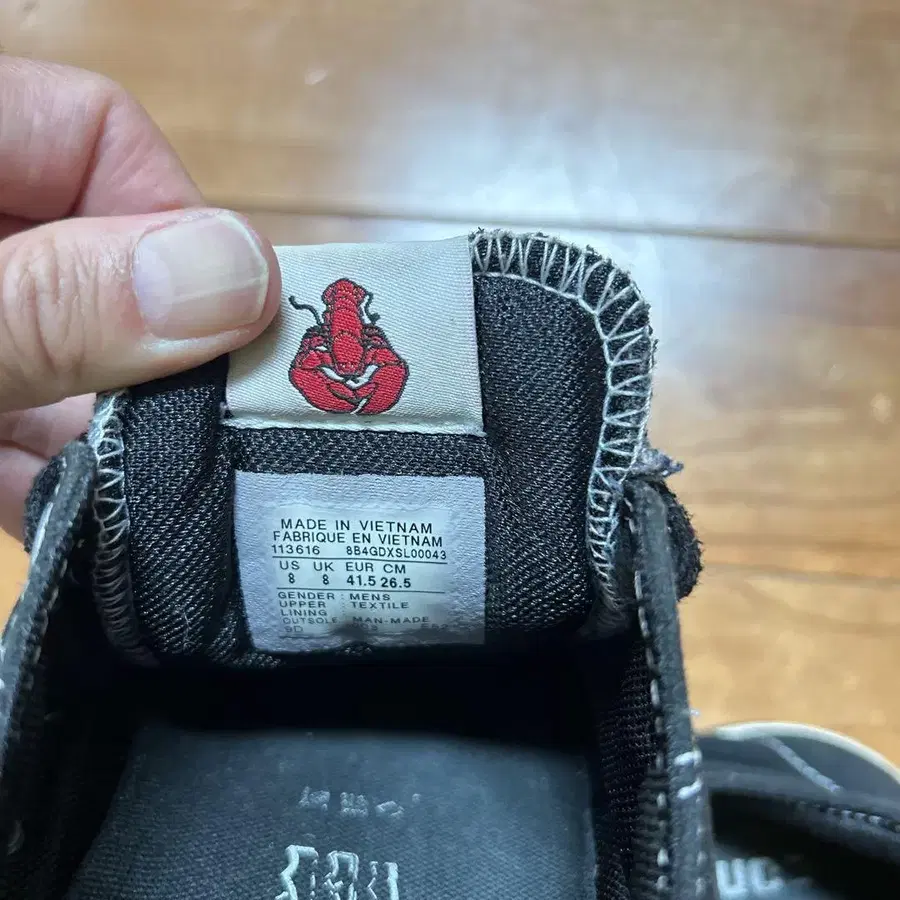 MADE IN VIETNAM
FABRIQUE EN VIETNAM
113616 8B4GDXSL00043
US UK EUR CM
8 8 41.5 26.5
GENDER : MENS
UPPER : TEXTILE
LINING :
OUTSOLE : MAN-MADE